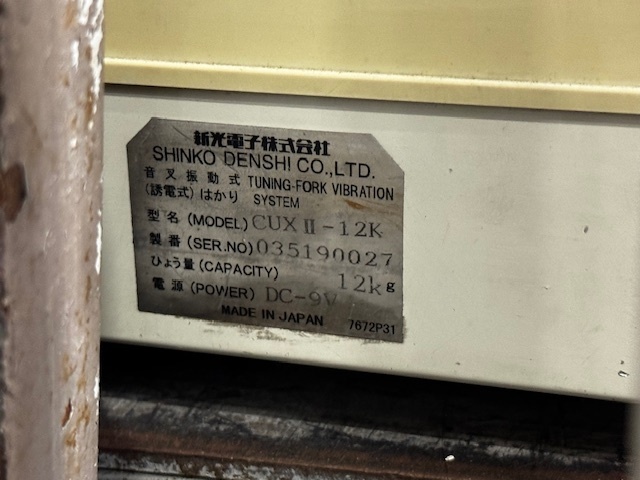 新光電子株式会社
SHINKO DENSHI CO.,LTD.
音叉振動式 TUNING-FORK VIBRATION
(誘電式)はかり SYSTEM
型名 (MODEL) CUX II-12K
製番 (SER.NO) 035190027
ひょう量 (CAPACITY) 12kg
電源 (POWER) DC-9V
MADE IN JAPAN 7672P31